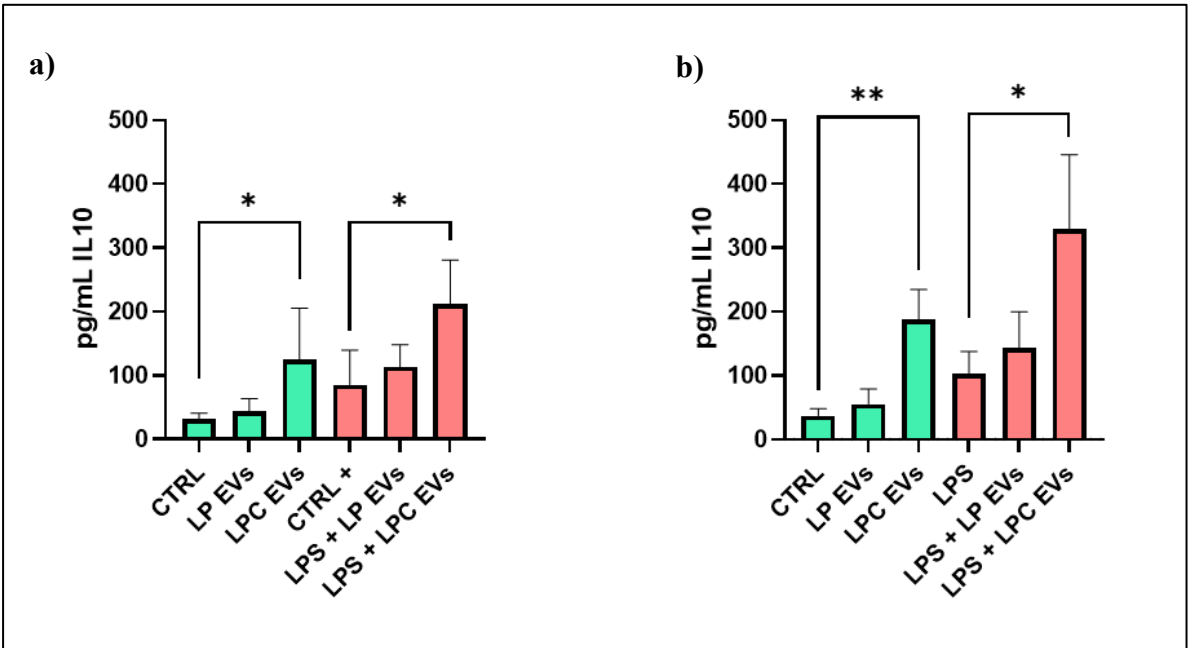 a)
*
*
500
400
300
200
100
0
pg/mL IL10
CTRL
LP EVs
LPC EVs
CTRL +
LPS + LP EVs
LPS + LPC EVs
b)
**
*
500
400
300
200
100
0
pg/mL IL10
CTRL
LP EVs
LPC EVs
LPS
LPS + LP EVs
LPS + LPC EVs